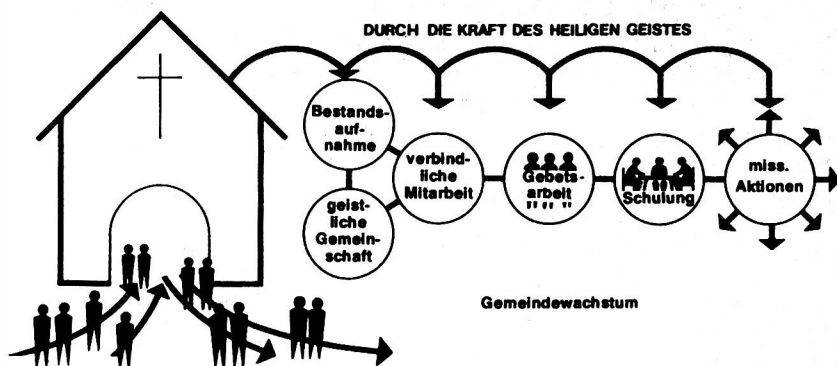 DURCH DIE KRAFT DES HEILIGEN GEISTES
Bestands-
auf-
nahme
geist-
liche
Gemein-
schaft
verbind-
liche
Mitarbeit
Gebets-
arbeit
Schulung
miss.
Aktionen
Gemeindewachstum